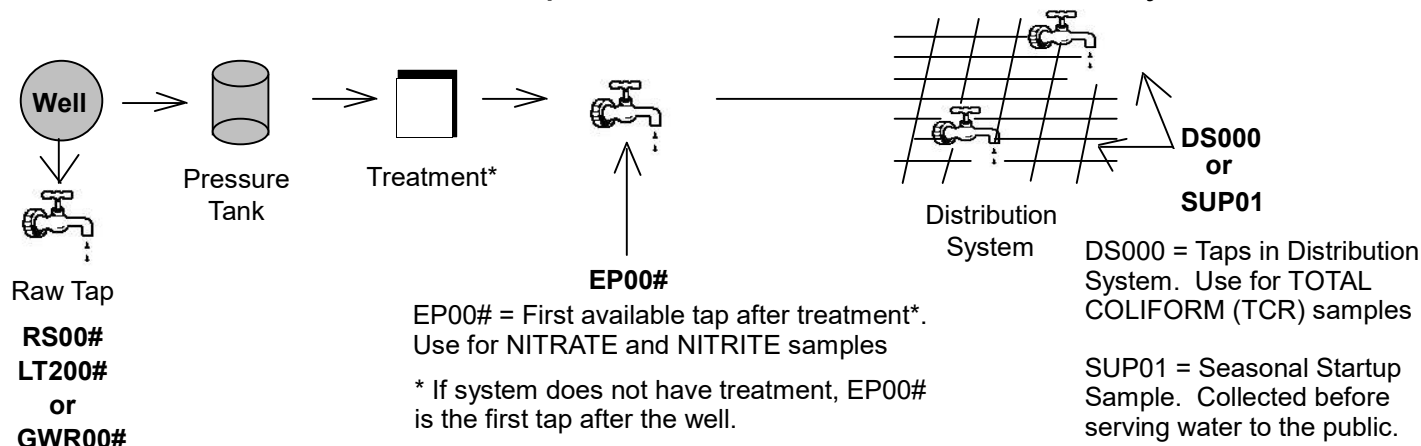 Well
Pressure
Tank
Treatment*
Raw Tap
RS00#
LT200#
or
GWR00#
EP00#
EP00# = First available tap after treatment*.
Use for NITRATE and NITRITE samples
* If system does not have treatment, EP00#
is the first tap after the well.
Distribution
System
DS000
or
SUP01
DS000 = Taps in Distribution
System. Use for TOTAL
COLIFORM (TCR) samples
SUP01 = Seasonal Startup
Sample. Collected before
serving water to the public.